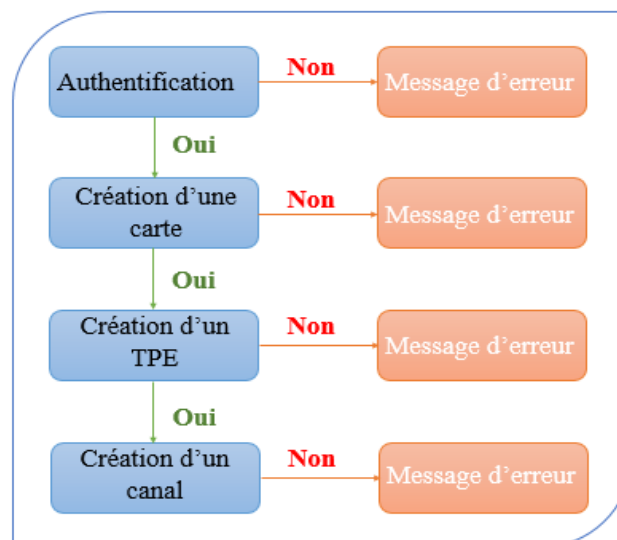 Authentification
Non
Message d'erreur
Oui
Création d'une
carte
Non
Message d'erreur
Oui
Création d'un
TPE
Non
Message d'erreur
Oui
Création d'un
canal
Non
Message d'erreur